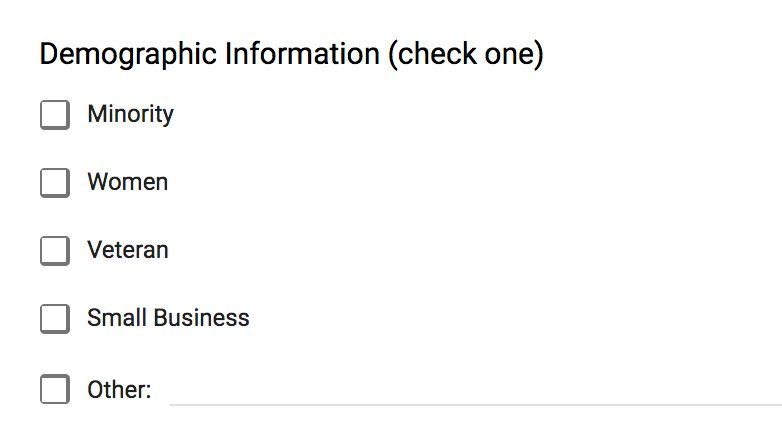 Demographic Information (check one)
Minority
Women
Veteran
Small Business
Other: